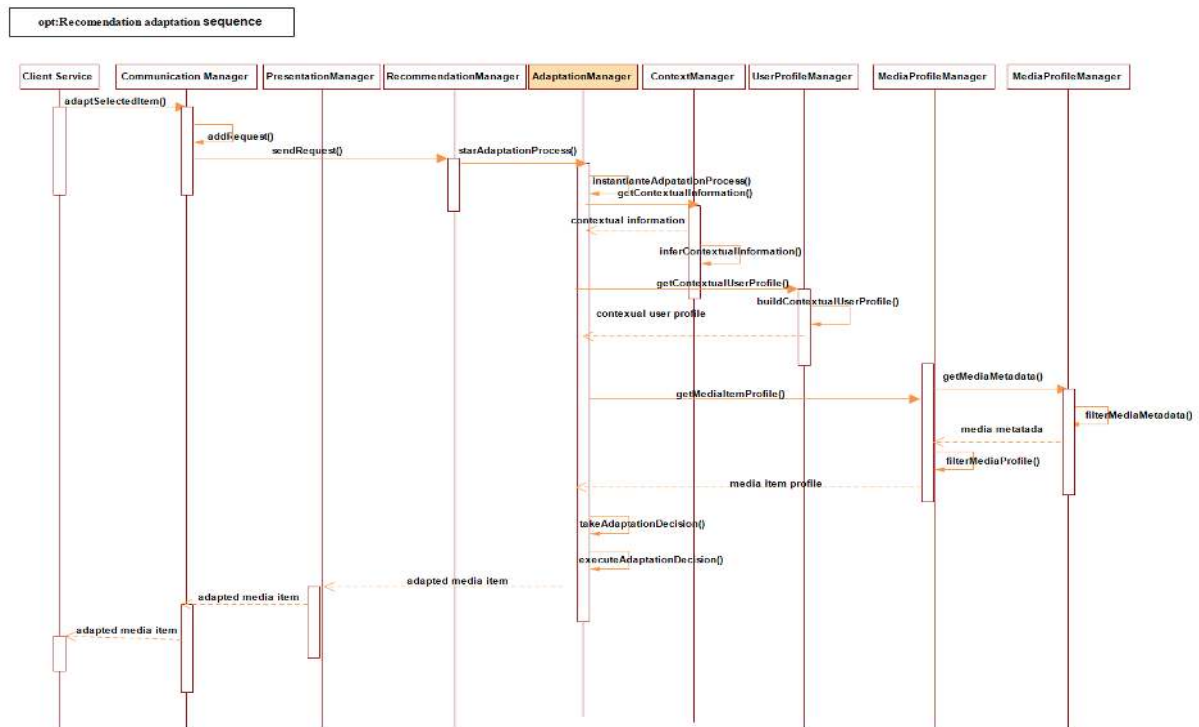 opt:Recomendation adaptation sequence
Client Service
Communication Manager
PresentationManager
RecommendationManager
AdaptationManager
ContextManager
UserProfileManager
MediaProfileManager
MediaProfileManager
adaptSelectedItem()
addRequest()
sendRequest()
starAdaptationProcess()
instantianteAdpatationProcess()
getContextualInformation()
contextual information
inferContextualInformation()
getContextualUserProfile()
buildContextualUserProfile()
contexual user profile
getMediaMetadata()
getMediaItemProfile()
filterMediaMetadata()
media metatada
filterMediaProfile()
media item profile
takeAdaptationDecision()
executeAdaptationDecision()
adapted media item
adapted media item
adapted media item